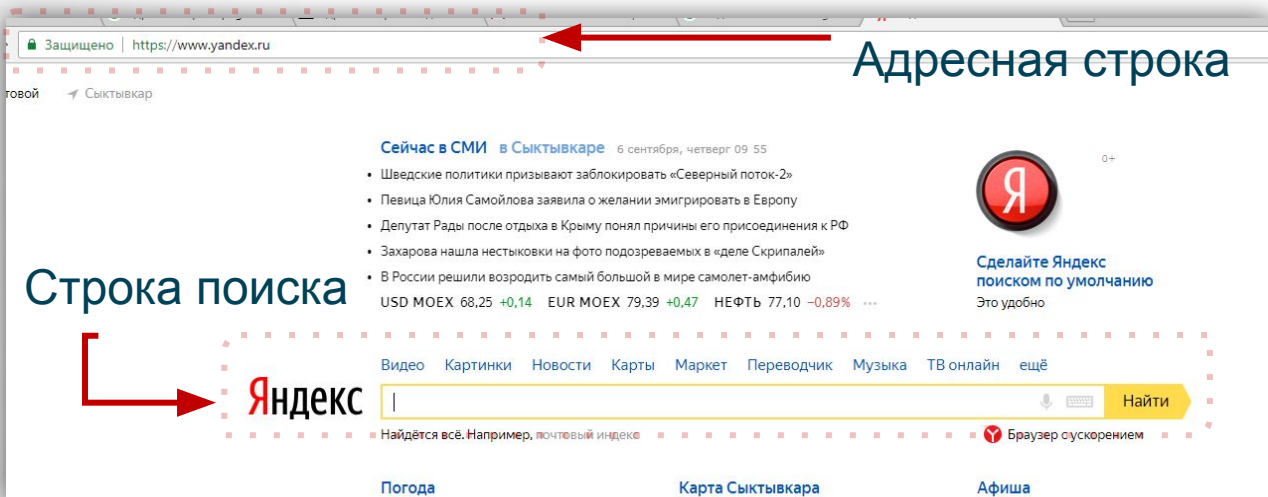 Защищено | https://www.yandex.ru
Адресная строка
товой Сыктывкар
Сейчас в СМИ в Сыктывкаре 6 сентября, четверг 09 55
• Шведские политики призывают заблокировать «Северный поток-2»
• Певица Юлия Самойлова заявила о желании эмигрировать в Европу
• Депутат Рады после отдыха в Крыму понял причины его присоединения к РФ
• Захарова нашла нестыковки на фото подозреваемых в «деле Скрипалей»
• В России решили возродить самый большой в мире самолет-амфибию
USD MOEX 68,25 +0,14 EUR MOEX 79,39 +0,47 НЕФТЬ 77,10 −0,89% ...
Я
0+
Сделайте Яндекс
поиском по умолчанию
Это удобно
Строка поиска
Видео Картинки Новости Карты Маркет Переводчик Музыка ТВ онлайн ещё
Яндекс
Найти
Найдётся всё. Например, почтовый индекс
Браузер с ускорением
Погода
Карта Сыктывкара
Афиша